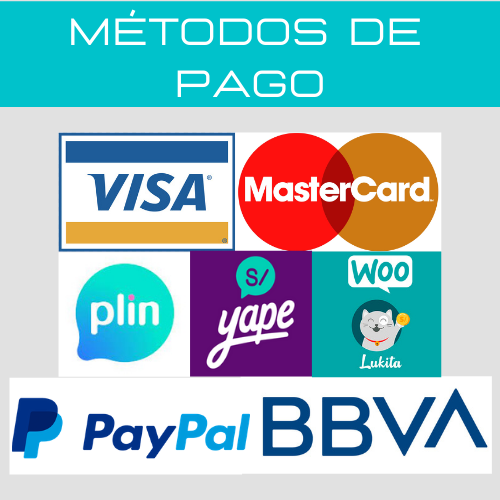 MÉTODOS DE
PAGO
VISA
MasterCard
plin
S/
yape
WOO
Lukita
PayPal
BBVA